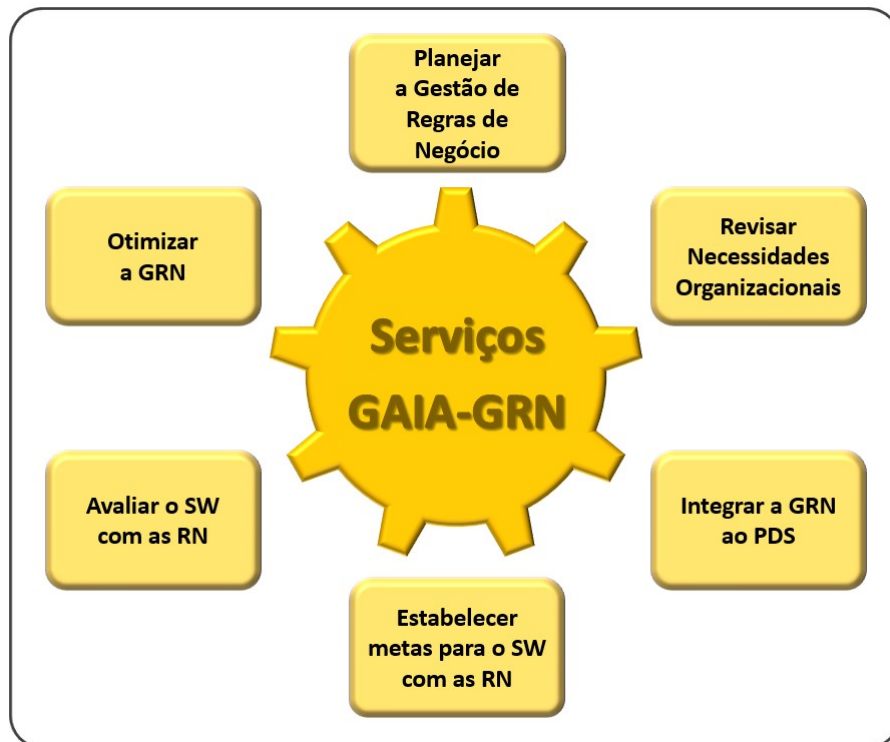 Planejar
a Gestão de
Regras de
Negócio
Otimizar
a GRN
Revisar
Necessidades
Organizacionais
Serviços
GAIA-GRN
Avaliar o SW
com as RN
Integrar a GRN
ao PDS
Estabelecer
metas para o SW
com as RN